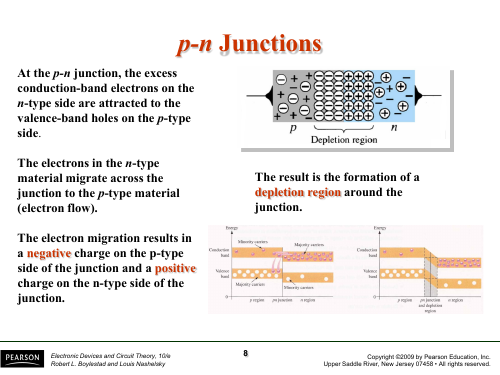 p-n Junctions
At the p-n junction, the excess
conduction-band electrons on the
n-type side are attracted to the
valence-band holes on the p-type
side.
The electrons in the n-type
material migrate across the
junction to the p-type material
(electron flow).
The electron migration results in
a negative charge on the p-type
side of the junction and a positive
charge on the n-type side of the
junction.
p
n
Depletion region
The result is the formation of a
depletion region around the
junction.
Energy
Minority carriers
Majority carriers
Conduction
band
Valence
band
Majority carriers
Minority carriers
0
p region
pn junction
n region
Energy
Conduction
band
Valence
band
0
p region
pn junction
and depletion
region
n region
PEARSON
Electronic Devices and Circuit Theory, 10/e
Robert L. Boylestad and Louis Nashelsky
8
Copyright ©2009 by Pearson Education, Inc.
Upper Saddle River, New Jersey 07458 • All rights reserved.